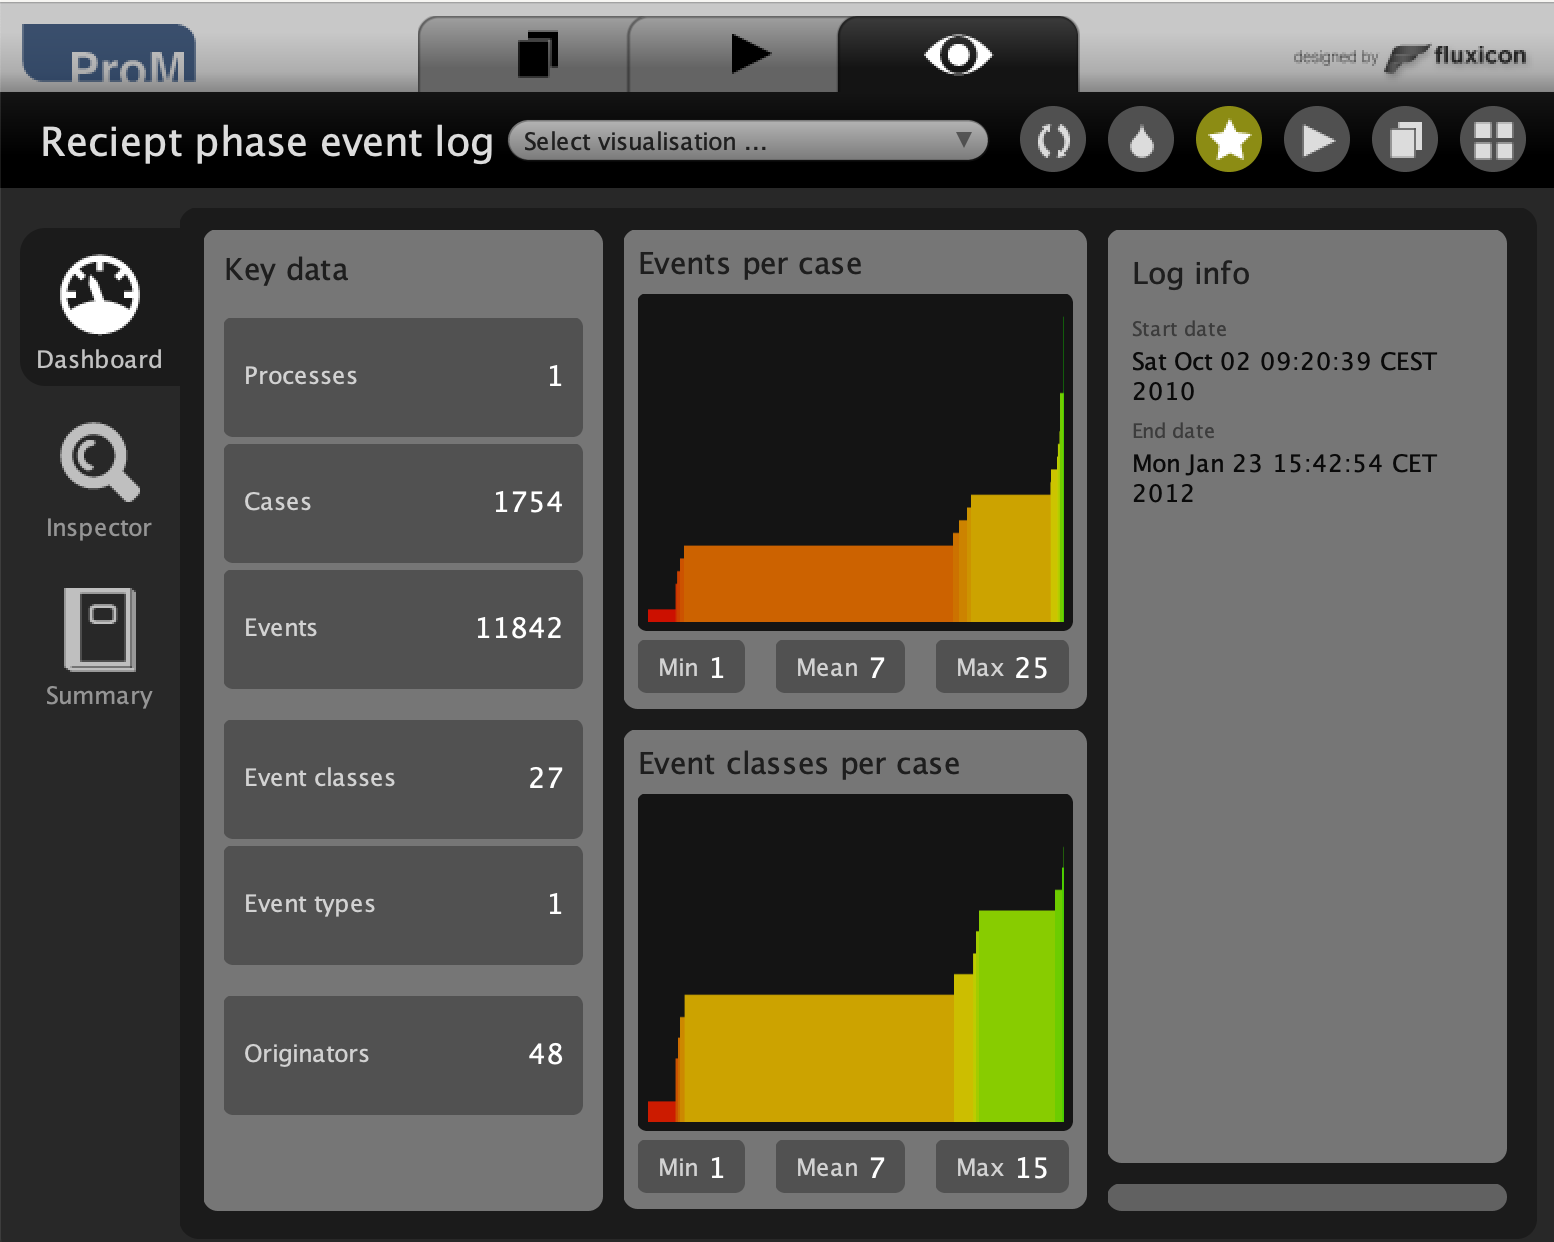 ProM
designed by fluxicon
Reciept phase event log
Select visualisation ...
Dashboard
Inspector
Summary
Key data
Processes 1
Cases 1754
Events 11842
Event classes 27
Event types 1
Originators 48
Events per case
Min 1 Mean 7 Max 25
Event classes per case
Min 1 Mean 7 Max 15
Log info
Start date
Sat Oct 02 09:20:39 CEST
2010
End date
Mon Jan 23 15:42:54 CET
2012